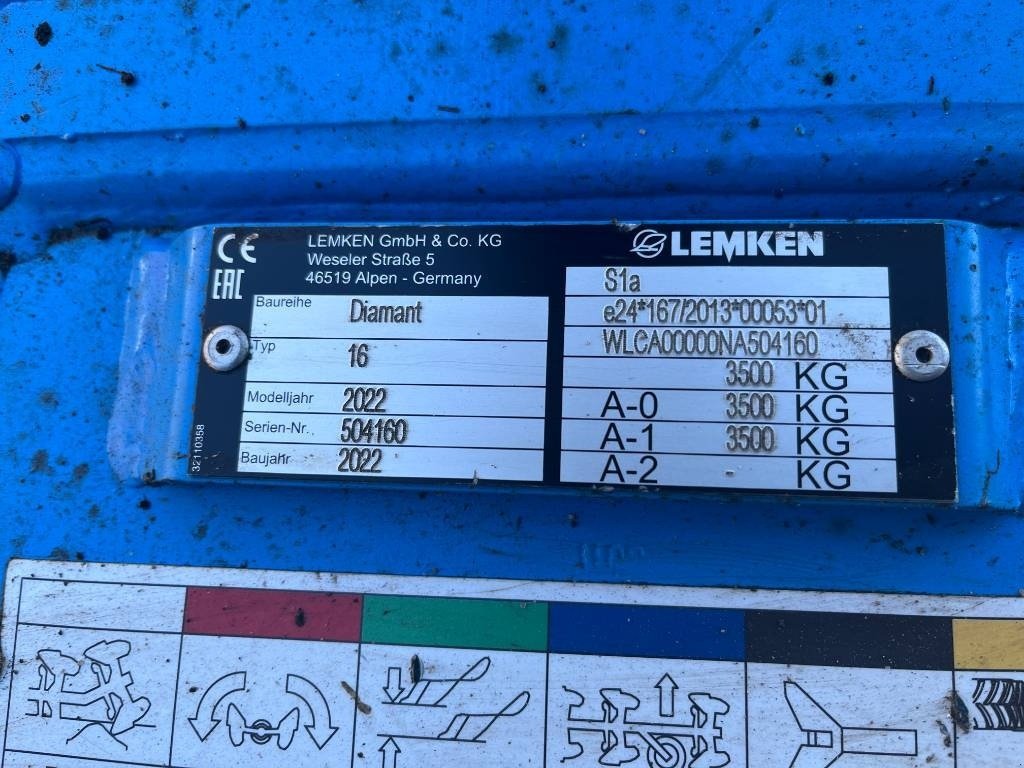 CE
EAC
LEMKEN GmbH & Co. KG
Weseler Straße 5
46519 Alpen - Germany
Baureihe Diamant
Typ 16
Modelljahr 2022
Serien-Nr. 504160
Baujahr 2022
32110358
LEMKEN
S1a
e24*167/2013*00053*01
WLCA00000NA504160
3500 KG
A-0 3500 KG
A-1 3500 KG
A-2 KG